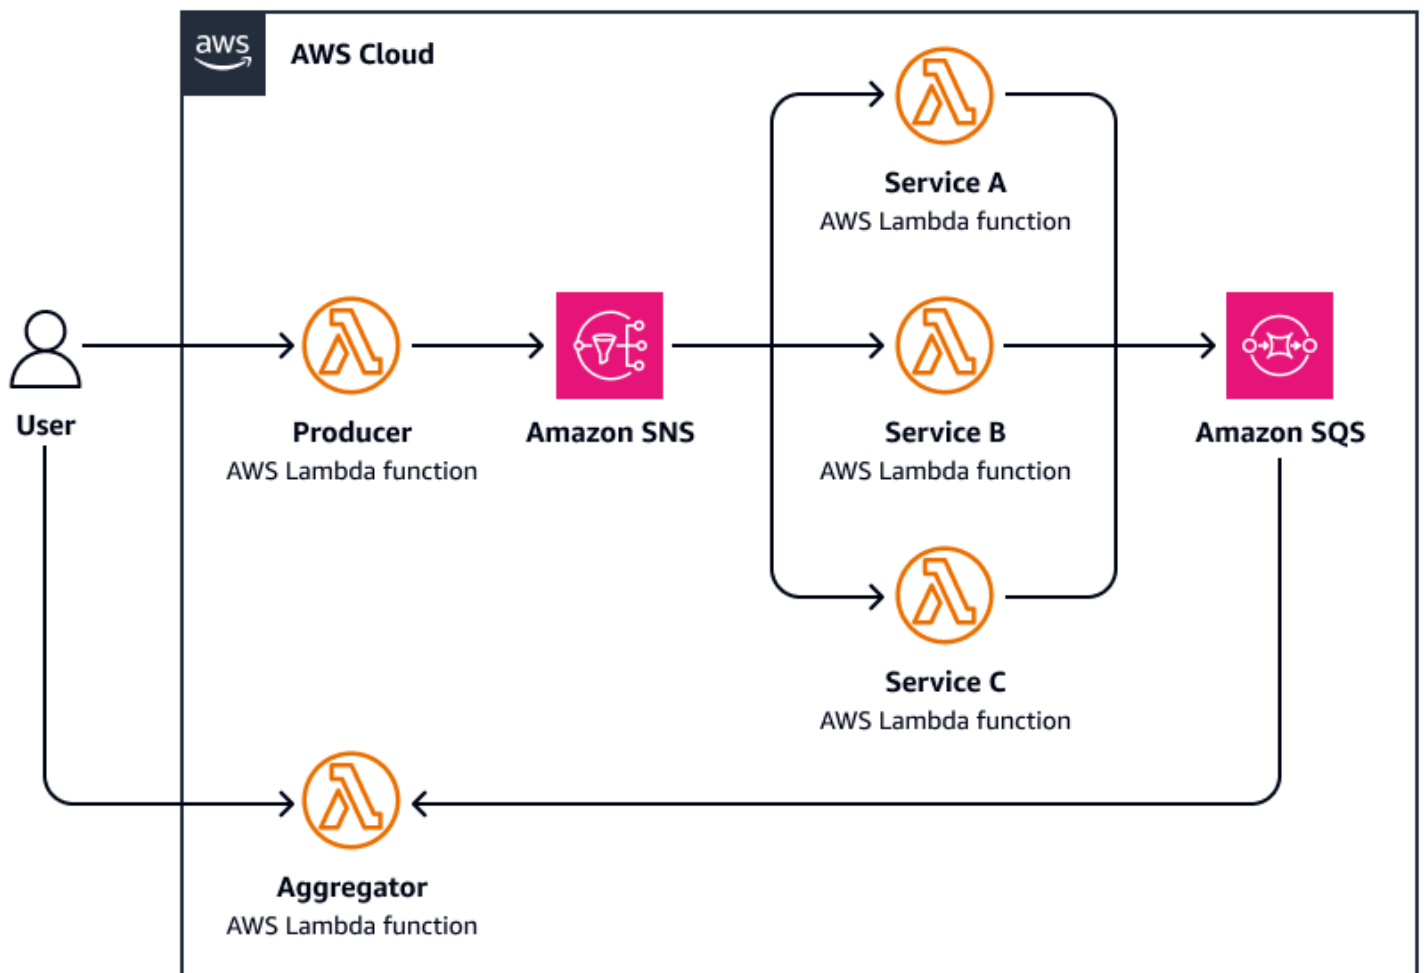 aws
AWS Cloud
Service A
AWS Lambda function
User
Producer
AWS Lambda function
Amazon SNS
Service B
AWS Lambda function
Amazon SQS
Service C
AWS Lambda function
Aggregator
AWS Lambda function